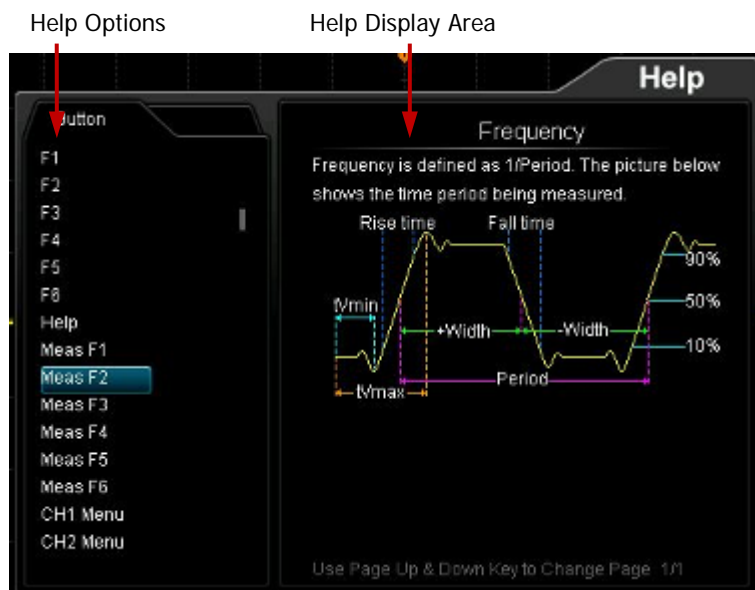 Help Options
Help Display Area
Help
Button
F1
F2
F3
F4
F5
F6
Help
Meas F1
Meas F2
Meas F3
Meas F4
Meas F5
Meas F6
CH1 Menu
CH2 Menu
Frequency
Frequency is defined as 1/Period. The picture below
shows the time period being measured.
Rise time
Fall time
90%
tVmin
50%
+Width
-Width
10%
Period
tVmax
Use Page Up & Down Key to Change Page 1/1